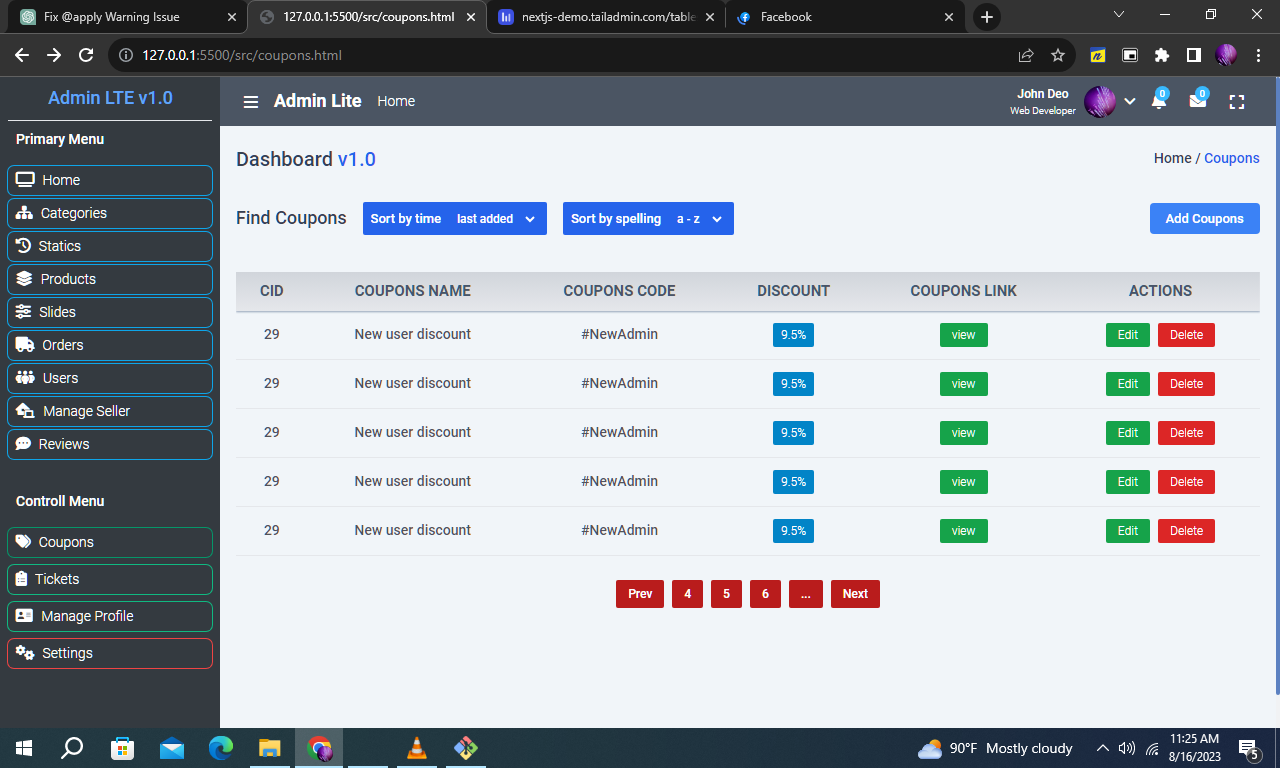 Fix @apply Warning Issue
127.0.0.1:5500/src/coupons.html
nextjs-demo.tailadmin.com/table
Facebook
127.0.0.1:5500/src/coupons.html
Admin LTE v1.0
Admin Lite Home
John Deo
Web Developer
0
0
Primary Menu
Home
Categories
Statics
Products
Slides
Orders
Users
Manage Seller
Reviews
Controll Menu
Coupons
Tickets
Manage Profile
Settings
Dashboard v1.0
Home / Coupons
Find Coupons Sort by time last added Sort by spelling a - z Add Coupons
CID COUPONS NAME COUPONS CODE DISCOUNT COUPONS LINK ACTIONS
29 New user discount #NewAdmin 9.5% view Edit Delete
29 New user discount #NewAdmin 9.5% view Edit Delete
29 New user discount #NewAdmin 9.5% view Edit Delete
29 New user discount #NewAdmin 9.5% view Edit Delete
29 New user discount #NewAdmin 9.5% view Edit Delete
Prev 4 5 6 ... Next
90°F Mostly cloudy
11:25 AM
8/16/2023
5